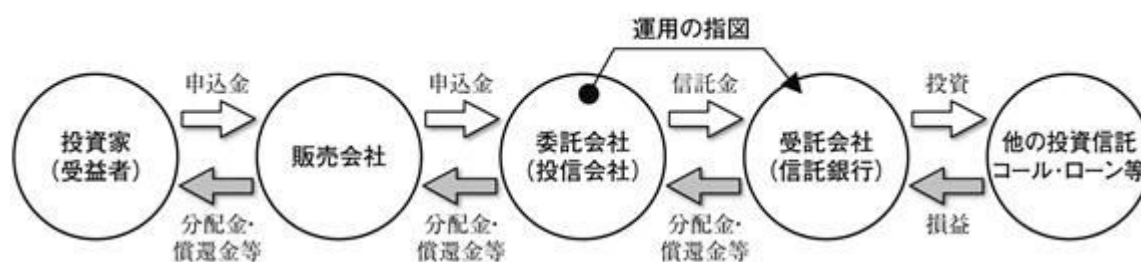 運用の指図
申込金
申込金
信託金
投資
投資家
(受益者)
販売会社
委託会社
(投信会社)
受託会社
(信託銀行)
他の投資信託
コール・ローン等
分配金・
償還金等
分配金・
償還金等
分配金・
償還金等
損益